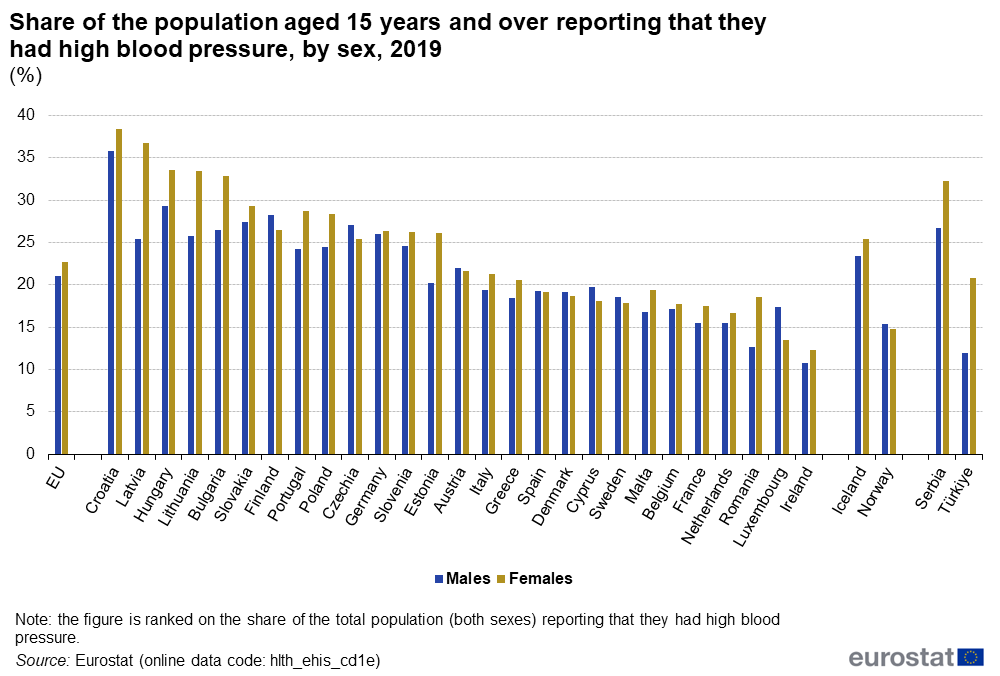 Share of the population aged 15 years and over reporting that they
had high blood pressure, by sex, 2019
(%)
40
35
30
25
20
15
10
5
0
EU
Croatia
Latvia
Hungary
Lithuania
Bulgaria
Slovakia
Finland
Portugal
Poland
Czechia
Germany
Slovenia
Estonia
Austria
Italy
Greece
Spain
Denmark
Cyprus
Sweden
Malta
Belgium
France
Netherlands
Romania
Luxembourg
Ireland
Iceland
Norway
Serbia
Türkiye
Males Females
Note: the figure is ranked on the share of the total population (both sexes) reporting that they had high blood
pressure.
Source: Eurostat (online data code: hlth_ehis_cd1e)
eurostat